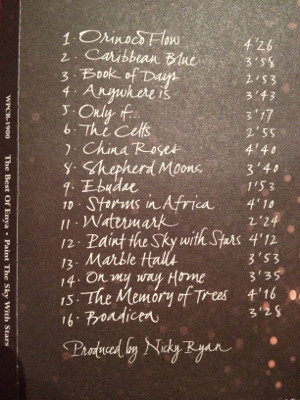 WPCR-1900 The Best Of Enya • Paint The Sky With Stars
1 · Orinoco Flow 4'26
2 · Caribbean Blue 3'58
3 · Book of Days 2'53
4 · Anywhere is 3'43
5 · Only if... 3'17
6 · The Celts 2'55
7 · China Roses 4'40
8 · Shepherd Moons 3'40
9 · Ebudae 1'53
10 · Storms in Africa 4'10
11 · Watermark 2'24
12 · Paint the Sky with Stars 4'12
13 · Marble Halls 3'53
14 · On my way Home 3'35
15 · The Memory of Trees 4'16
16 · Boadicea 3'28
Produced by Nicky Ryan